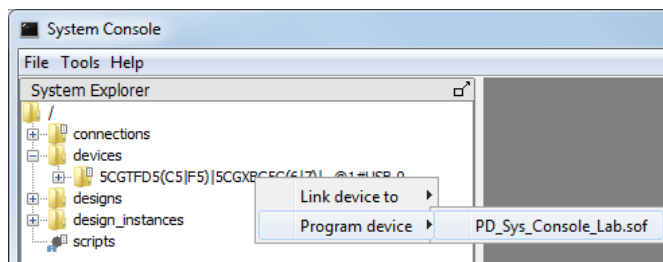 System Console
File Tools Help
System Explorer
/
connections
devices
5CGTFD5(C5|F5)|5CGXBC5C(6|7)|..@1#USB-0
Link device to
designs
design_instances
Program device
PD_Sys_Console_Lab.sof
scripts